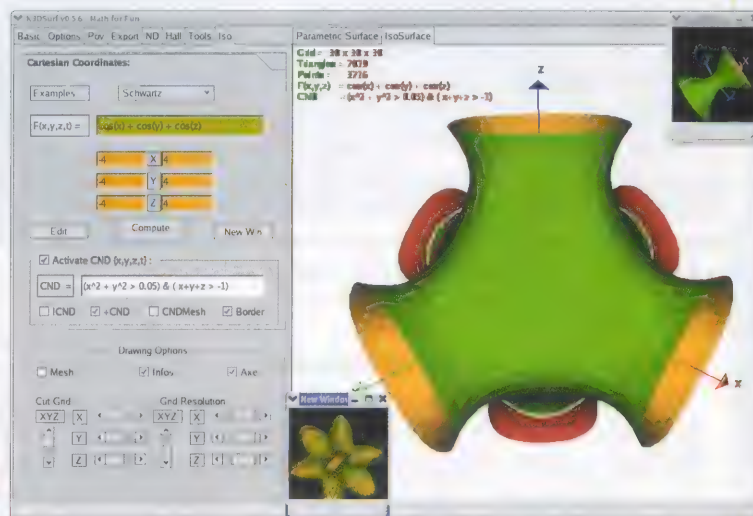 K3DSurf v0.5.6 - Math for Fun
Basic Options Pov Export ND Hall Tools Iso
Cartesian Coordinates:
Examples Schwartz
F(x,y,z,t) = cos(x) + cos(y) + cos(z)
-4 X 4
-4 Y 4
-4 Z 4
Edit Compute New Win
Activate CND (x,y,z,t) :
CND = (x^2 + y^2 > 0.05) & ( x+y+z > -1)
!CND +CND CNDMesh Border
Drawing Options
Mesh Infos Axe
Cut Grid Grid Resolution
XYZ X XYZ X
Y Y
Z Z
Parametric Surface IsoSurface
Grid = 38 x 38 x 38
Triangles =
Points =
F(x,y,z) = cos(x) + cos(y) + cos(z)
CND = (x^2 + y^2 > 0.05) & ( x+y+z > -1)
Z
X
X
New Window